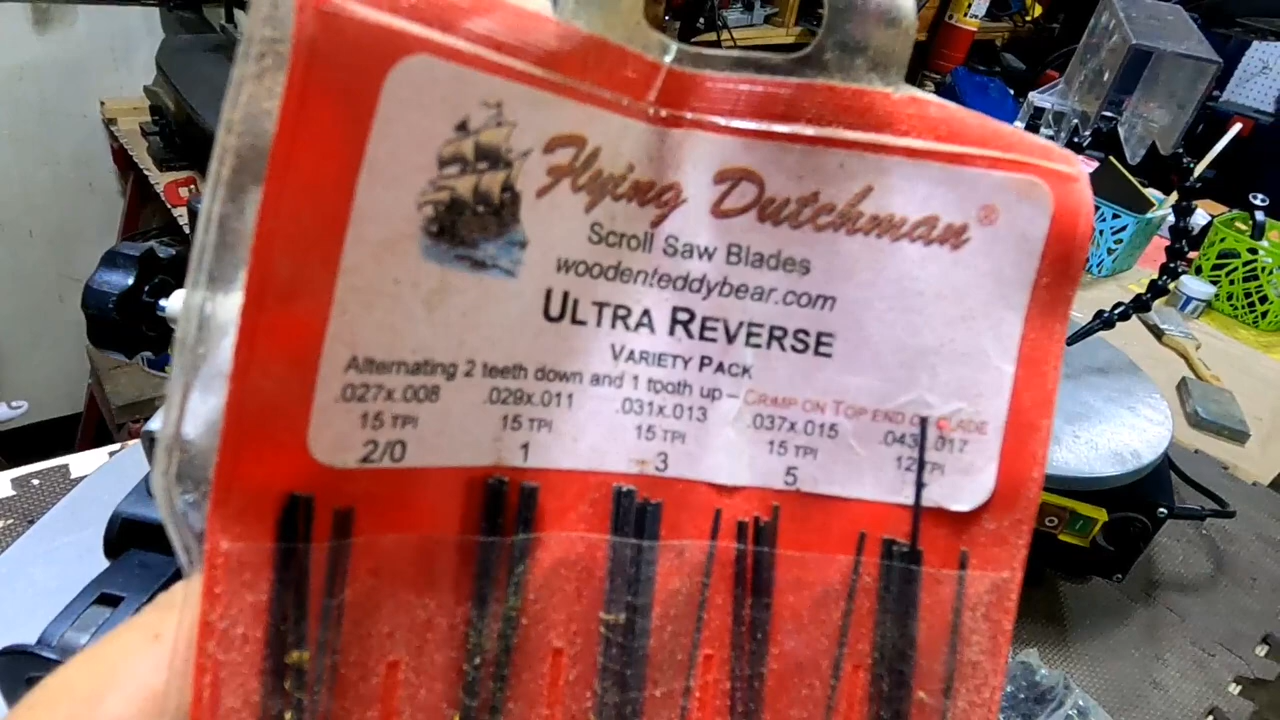 Flying Dutchman®
Scroll Saw Blades
woodenteddybear.com
ULTRA REVERSE
VARIETY PACK
Alternating 2 teeth down and 1 tooth up – CRIMP ON TOP END OF BLADE
.027x.008 .029x.011 .031x.013 .037x.015 .043 .017
15 TPI 15 TPI 15 TPI 15 TPI 12 TPI
2/0 1 3 5